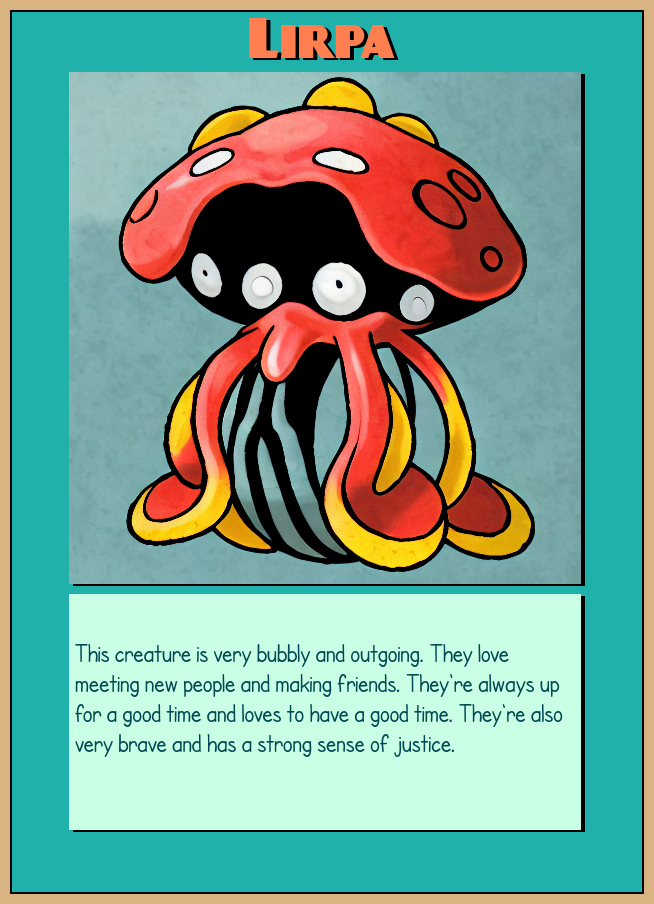 Lirpa
This creature is very bubbly and outgoing. They love
meeting new people and making friends. They`re always up
for a good time and loves to have a good time. They`re also
very brave and has a strong sense of justice.